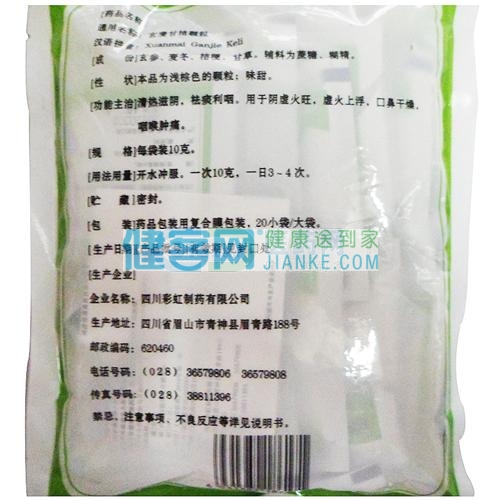 [药品名称]
通用名称：玄麦甘桔颗粒
汉语拼音：Xuanmai Ganjie Keli
[成 份]玄参、麦冬、桔梗、甘草。辅料为蔗糖、糊精。
[性 状]本品为浅棕色的颗粒；味甜。
[功能主治]清热滋阴，祛痰利咽。用于阴虚火旺，虚火上浮，口鼻干燥，
咽喉肿痛。
[规 格]每袋装10克。
[用法用量]开水冲服。一次10克，一日3~4次。
[贮 藏]密封。
[包 装]药品包装用复合膜包装，20小袋/大袋。
[生产日期]
见封口处
健客网 健康送到家
JIANKE.COM
[生产企业]
企业名称：四川彩虹制药有限公司
生产地址：四川省眉山市青神县眉青路188号
邮政编码：620460
电话号码：(028) 36579806 36579808
传真号码：(028) 38811396
禁忌、注意事项、不良反应等详见说明书。